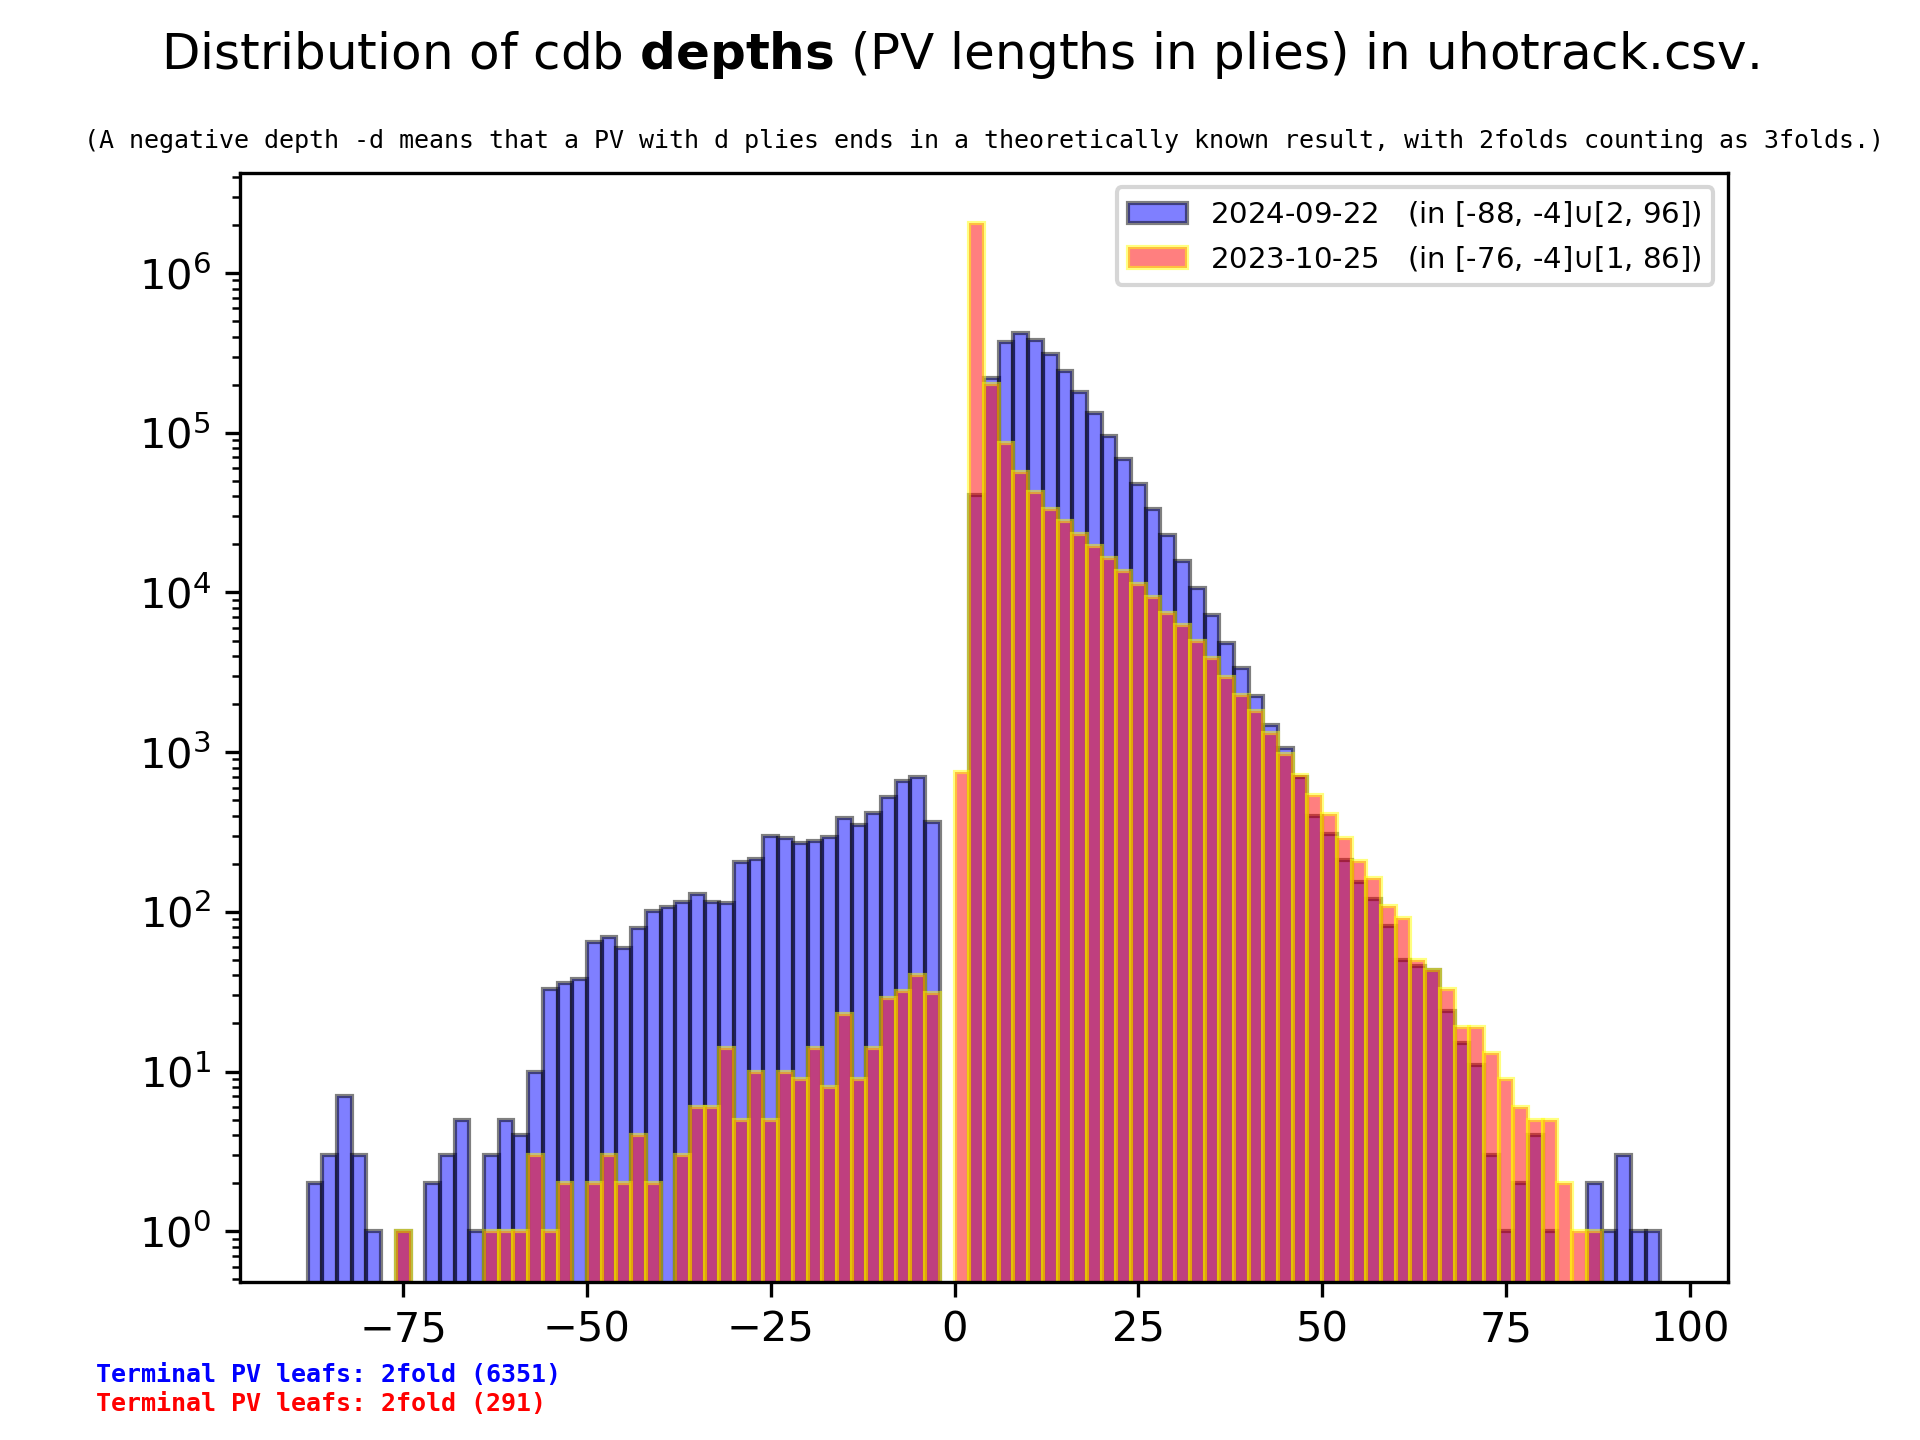 Distribution of cdb depths (PV lengths in plies) in uhotrack.csv.
(A negative depth -d means that a PV with d plies ends in a theoretically known result, with 2folds counting as 3folds.)
2024-09-22 (in [-88, -4]∪[2, 96])
2023-10-25 (in [-76, -4]∪[1, 86])
10⁶
10⁵
10⁴
10³
10²
10¹
10⁰
−75 −50 −25 0 25 50 75 100
Terminal PV leafs: 2fold (6351)
Terminal PV leafs: 2fold (291)